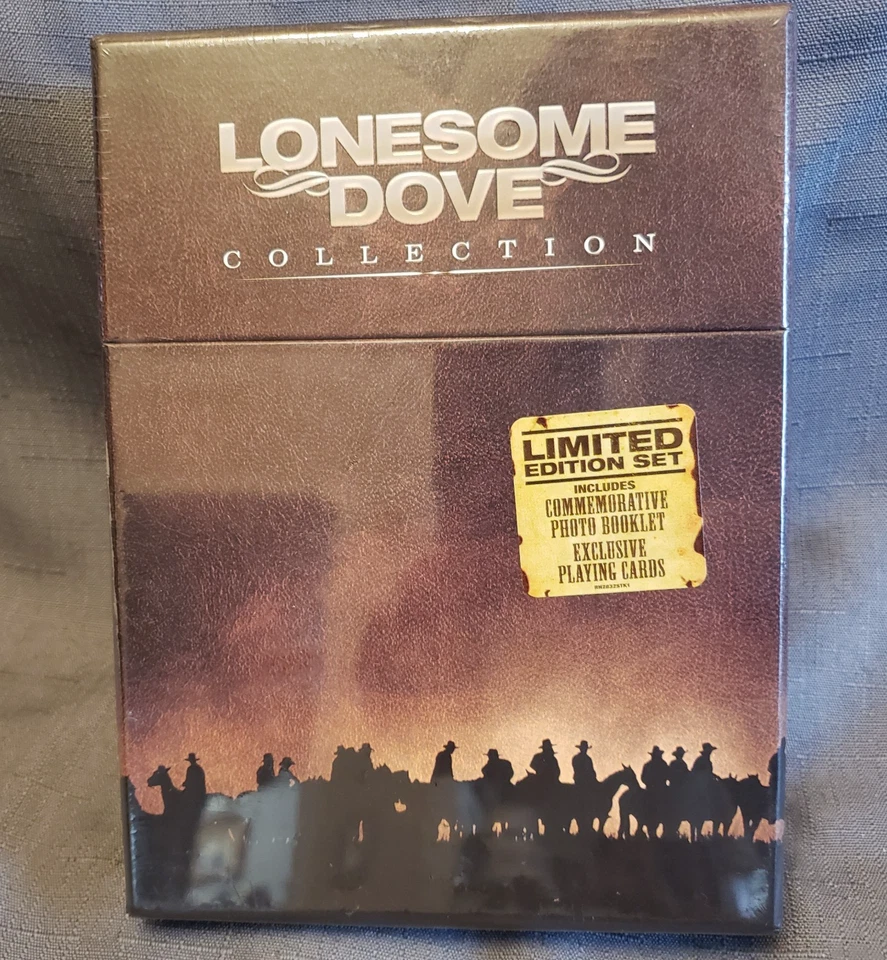 LONESOME
DOVE
COLLECTION
LIMITED
EDITION SET
INCLUDES
COMMEMORATIVE
PHOTO BOOKLET
EXCLUSIVE
PLAYING CARDS